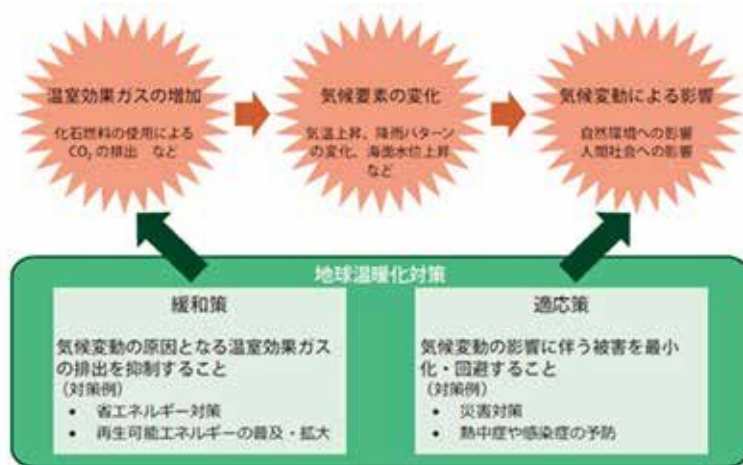 温室効果ガスの増加
化石燃料の使用による
CO₂ の排出　など
気候要素の変化
気温上昇、降雨パターン
の変化、海面水位上昇
など
気候変動による影響
自然環境への影響
人間社会への影響
地球温暖化対策
緩和策
気候変動の原因となる温室効果ガス
の排出を抑制すること
（対策例）
• 省エネルギー対策
• 再生可能エネルギーの普及・拡大
適応策
気候変動の影響に伴う被害を最小
化・回避すること
（対策例）
• 災害対策
• 熱中症や感染症の予防